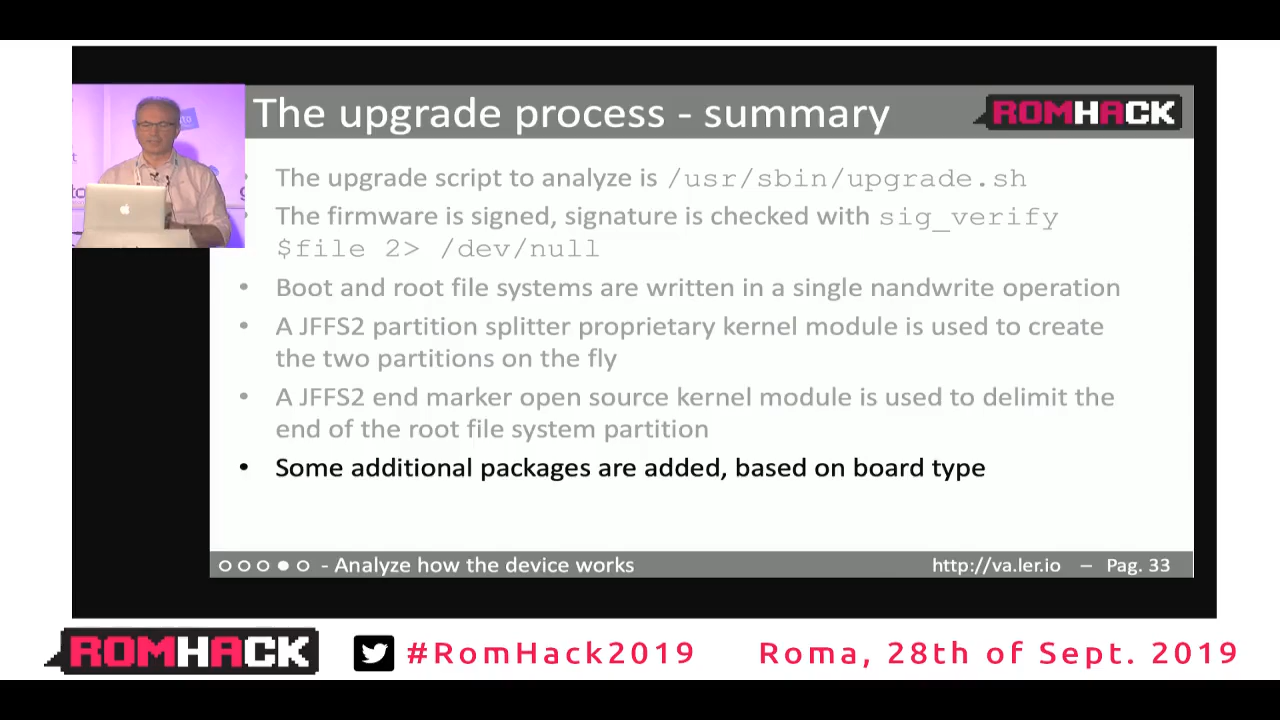 The upgrade process - summary
ROMHACK
• The upgrade script to analyze is /usr/sbin/upgrade.sh
• The firmware is signed, signature is checked with sig_verify
$file 2> /dev/null
• Boot and root file systems are written in a single nandwrite operation
• A JFFS2 partition splitter proprietary kernel module is used to create
the two partitions on the fly
• A JFFS2 end marker open source kernel module is used to delimit the
end of the root file system partition
• Some additional packages are added, based on board type
- Analyze how the device works
http://va.ler.io – Pag. 33
ROMHACK
#RomHack2019
Roma, 28th of Sept. 2019